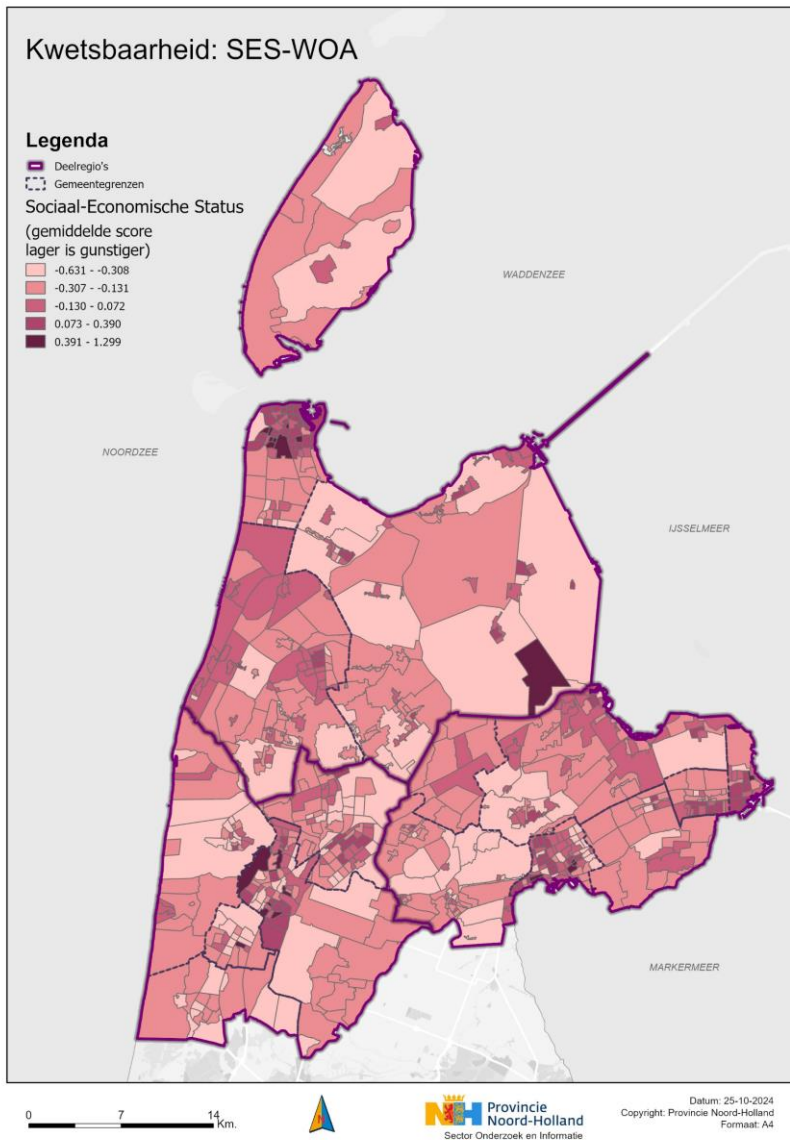 Kwetsbaarheid: SES-WOA
Legenda
Deelregio's
Gemeentegrenzen
Sociaal-Economische Status
(gemiddelde score
lager is gunstiger)
-0.631 - -0.308
-0.307 - -0.131
-0.130 - 0.072
0.073 - 0.390
0.391 - 1.299
WADDENZEE
NOORDZEE
IJSSELMEER
MARKERMEER
0 7 14 Km.
N
NH Provincie
Noord-Holland
Sector Onderzoek en Informatie
Datum: 25-10-2024
Copyright: Provincie Noord-Holland
Formaat: A4